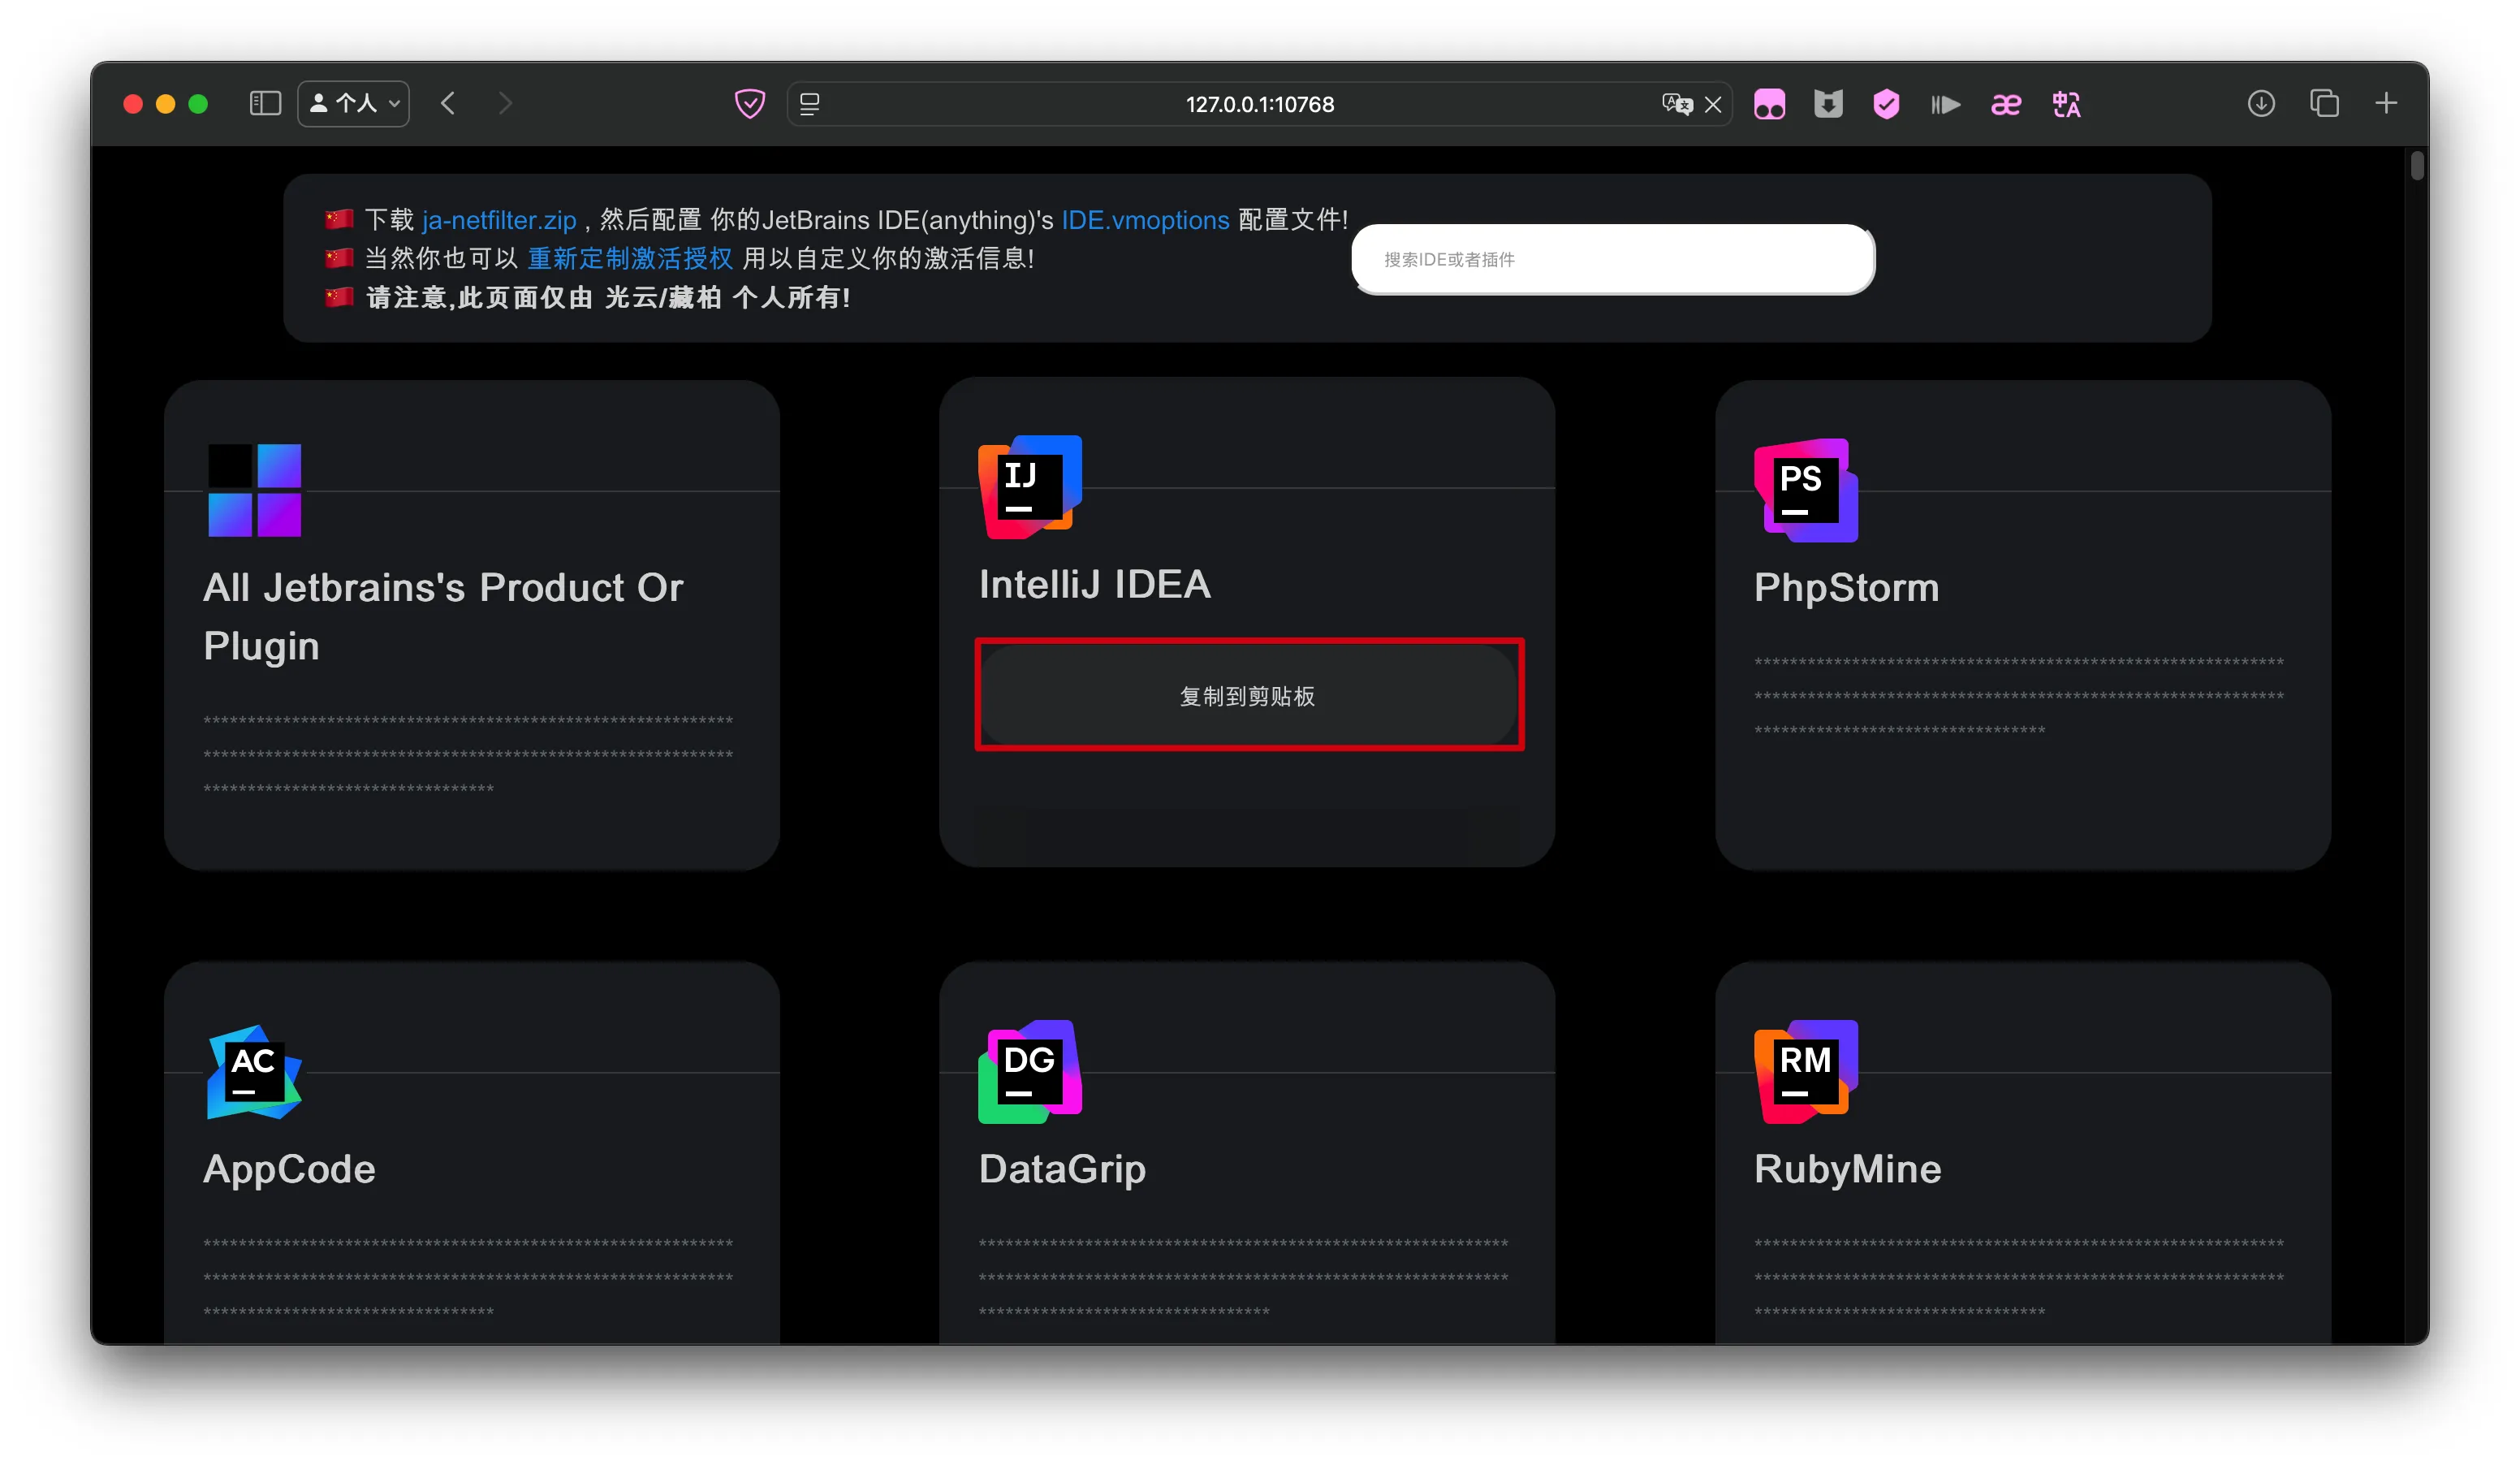 个人
127.0.0.1:10768
🇨🇳 下载 ja-netfilter.zip , 然后配置 你的JetBrains IDE(anything)'s IDE.vmoptions 配置文件!
🇨🇳 当然你也可以 重新定制激活授权 用以自定义你的激活信息!
🇨🇳 请注意,此页面仅由 光云/藏柏 个人所有!
搜索IDE或者插件
All Jetbrains's Product Or
Plugin
************************************************************
************************************************************
*********************************
IJ
IntelliJ IDEA
复制到剪贴板
PS
PhpStorm
************************************************************
************************************************************
*********************************
AC
AppCode
************************************************************
************************************************************
*********************************
DG
DataGrip
************************************************************
************************************************************
*********************************
RM
RubyMine
************************************************************
************************************************************
*********************************